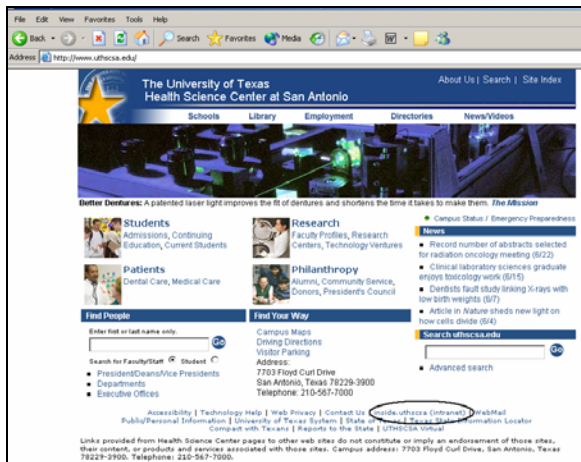 File Edit View Favorites Tools Help
Back Search Favorites Media
Address http://www.uthscsa.edu/
The University of Texas
Health Science Center at San Antonio
About Us | Search | Site Index
Schools Library Employment Directories News/Videos
Better Dentures: A patented laser light improves the fit of dentures and shortens the time it takes to make them. The Mission
Students
Admissions, Continuing
Education, Current Students
Research
Faculty Profiles, Research
Centers, Technology Ventures
Patients
Dental Care, Medical Care
Philanthropy
Alumni, Community Service,
Donors, President's Council
Campus Status / Emergency Preparedness
News
Record number of abstracts selected
for radiation oncology meeting (6/22)
Clinical laboratory sciences graduate
enjoys toxicology work (6/15)
Dentists fault study linking X-rays with
low birth weights (6/7)
Article in Nature sheds new light on
how cells divide (6/4)
Find People
Enter first or last name only.
Go
Search for Faculty/Staff Student
President/Deans/Vice Presidents
Departments
Executive Offices
Find Your Way
Campus Maps
Driving Directions
Visitor Parking
Address:
7703 Floyd Curl Drive
San Antonio, Texas 78229-3900
Telephone: 210-567-7000
Search uthscsa.edu
Go
Advanced search
Accessibility | Technology Help | Web Privacy | Contact Us | inside.uthscsa (intranet) | WebMail
Public/Personal Information | University of Texas System | State of Texas | Texas State Information Locator
Compact with Texans | Reports to the State | UTHSCSA Virtual
Links provided from Health Science Center pages to other web sites do not constitute or imply an endorsement of those sites,
their content, or products and services associated with those sites. Campus address: 7703 Floyd Curl Drive, San Antonio, Texas
78229-3900. Telephone: 210-567-7000.